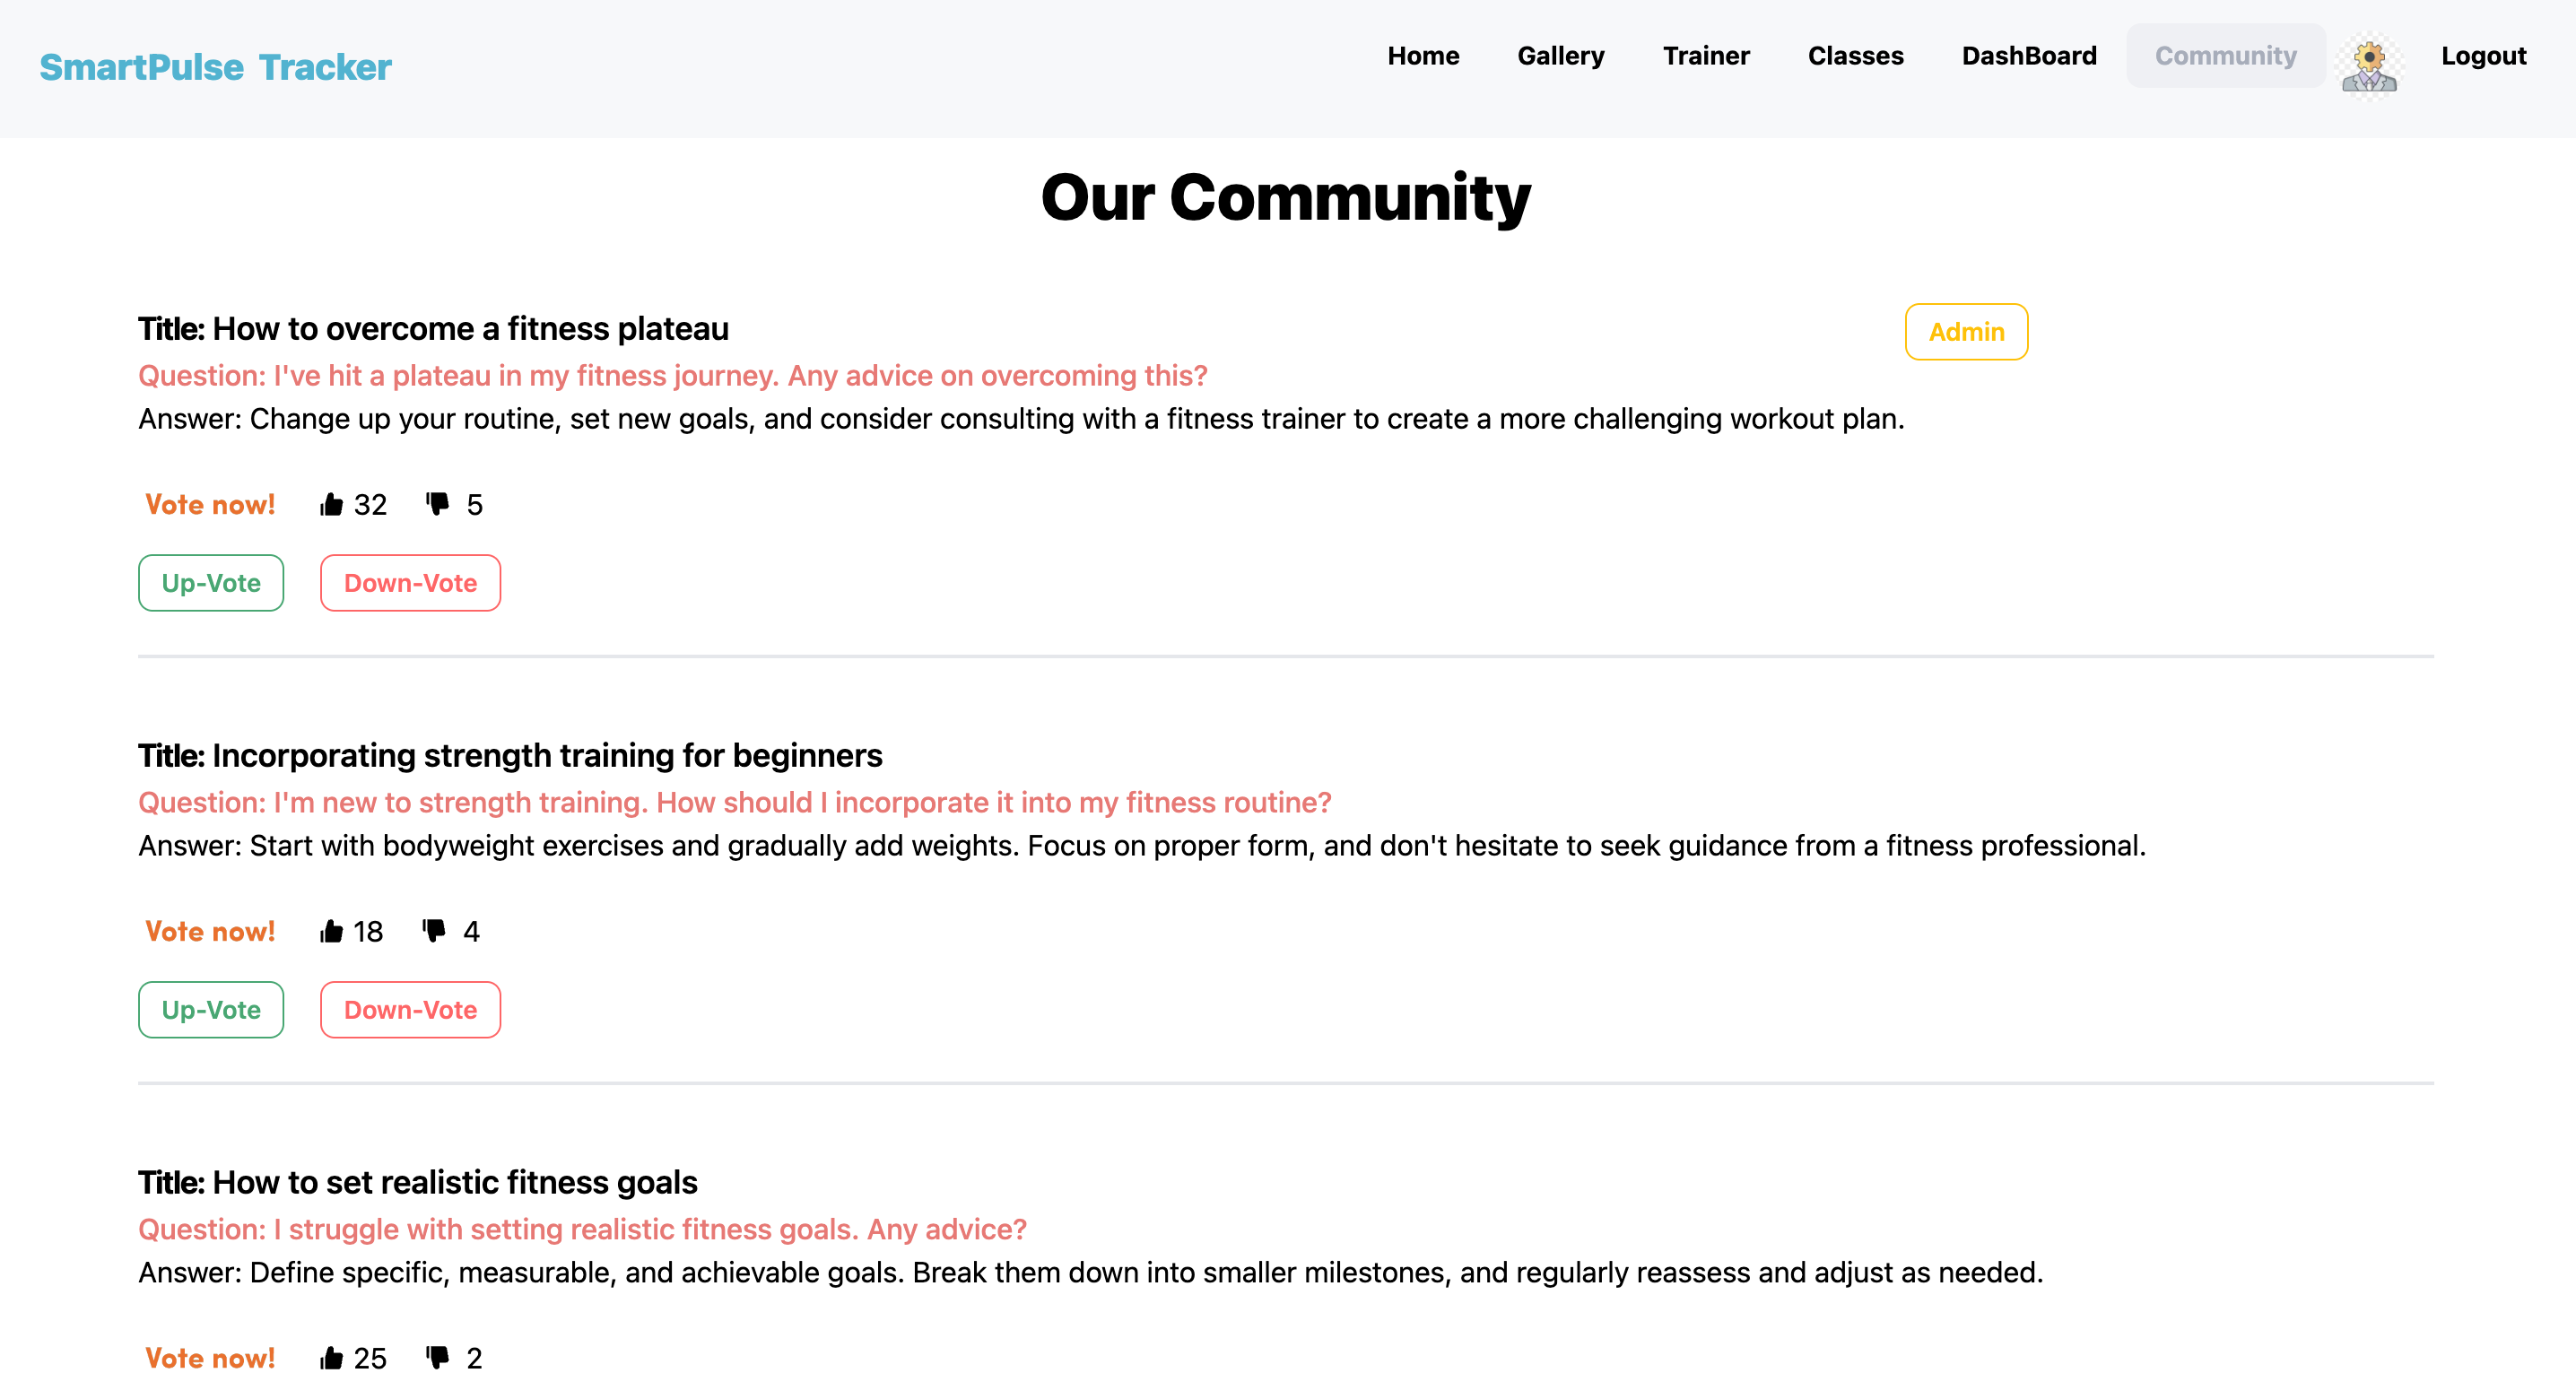 SmartPulse Tracker
Home Gallery Trainer Classes DashBoard Community Logout
Our Community
Title: How to overcome a fitness plateau
Admin
Question: I've hit a plateau in my fitness journey. Any advice on overcoming this?
Answer: Change up your routine, set new goals, and consider consulting with a fitness trainer to create a more challenging workout plan.
Vote now! 32 5
Up-Vote Down-Vote
Title: Incorporating strength training for beginners
Question: I'm new to strength training. How should I incorporate it into my fitness routine?
Answer: Start with bodyweight exercises and gradually add weights. Focus on proper form, and don't hesitate to seek guidance from a fitness professional.
Vote now! 18 4
Up-Vote Down-Vote
Title: How to set realistic fitness goals
Question: I struggle with setting realistic fitness goals. Any advice?
Answer: Define specific, measurable, and achievable goals. Break them down into smaller milestones, and regularly reassess and adjust as needed.
Vote now! 25 2